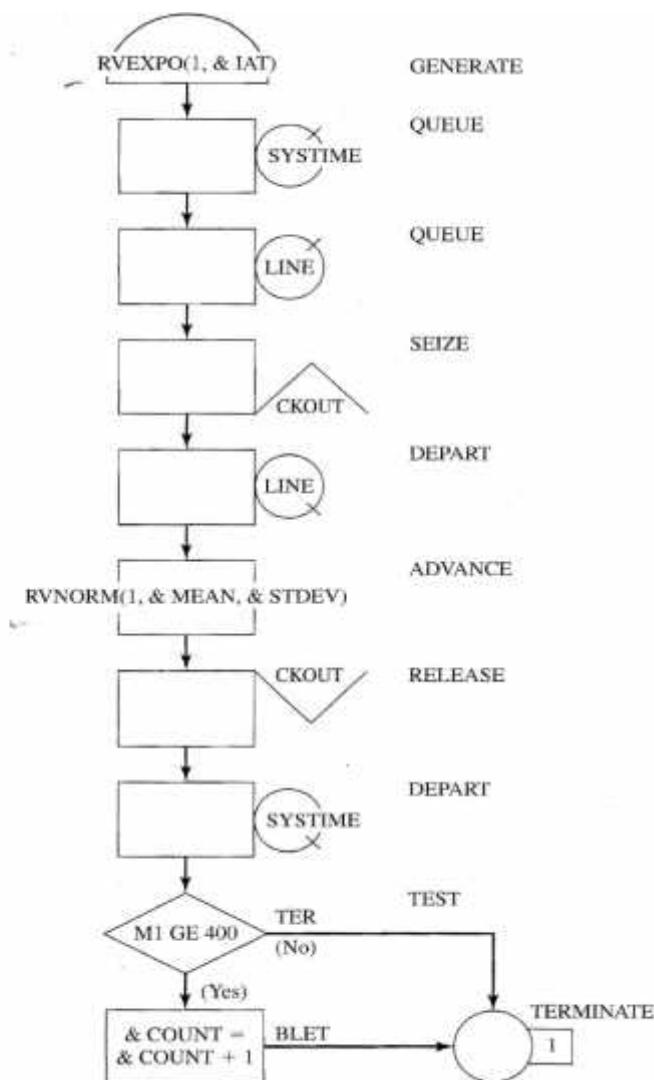 RVEXPO(1, & IAT)
GENERATE
QUEUE
SYSTIME
QUEUE
LINE
SEIZE
CKOUT
DEPART
LINE
ADVANCE
RVNORM(1, & MEAN, & STDEV)
CKOUT
RELEASE
DEPART
SYSTIME
TEST
TER
M1 GE 400
(No)
(Yes)
TERMINATE
& COUNT =
& COUNT + 1
BLET
1